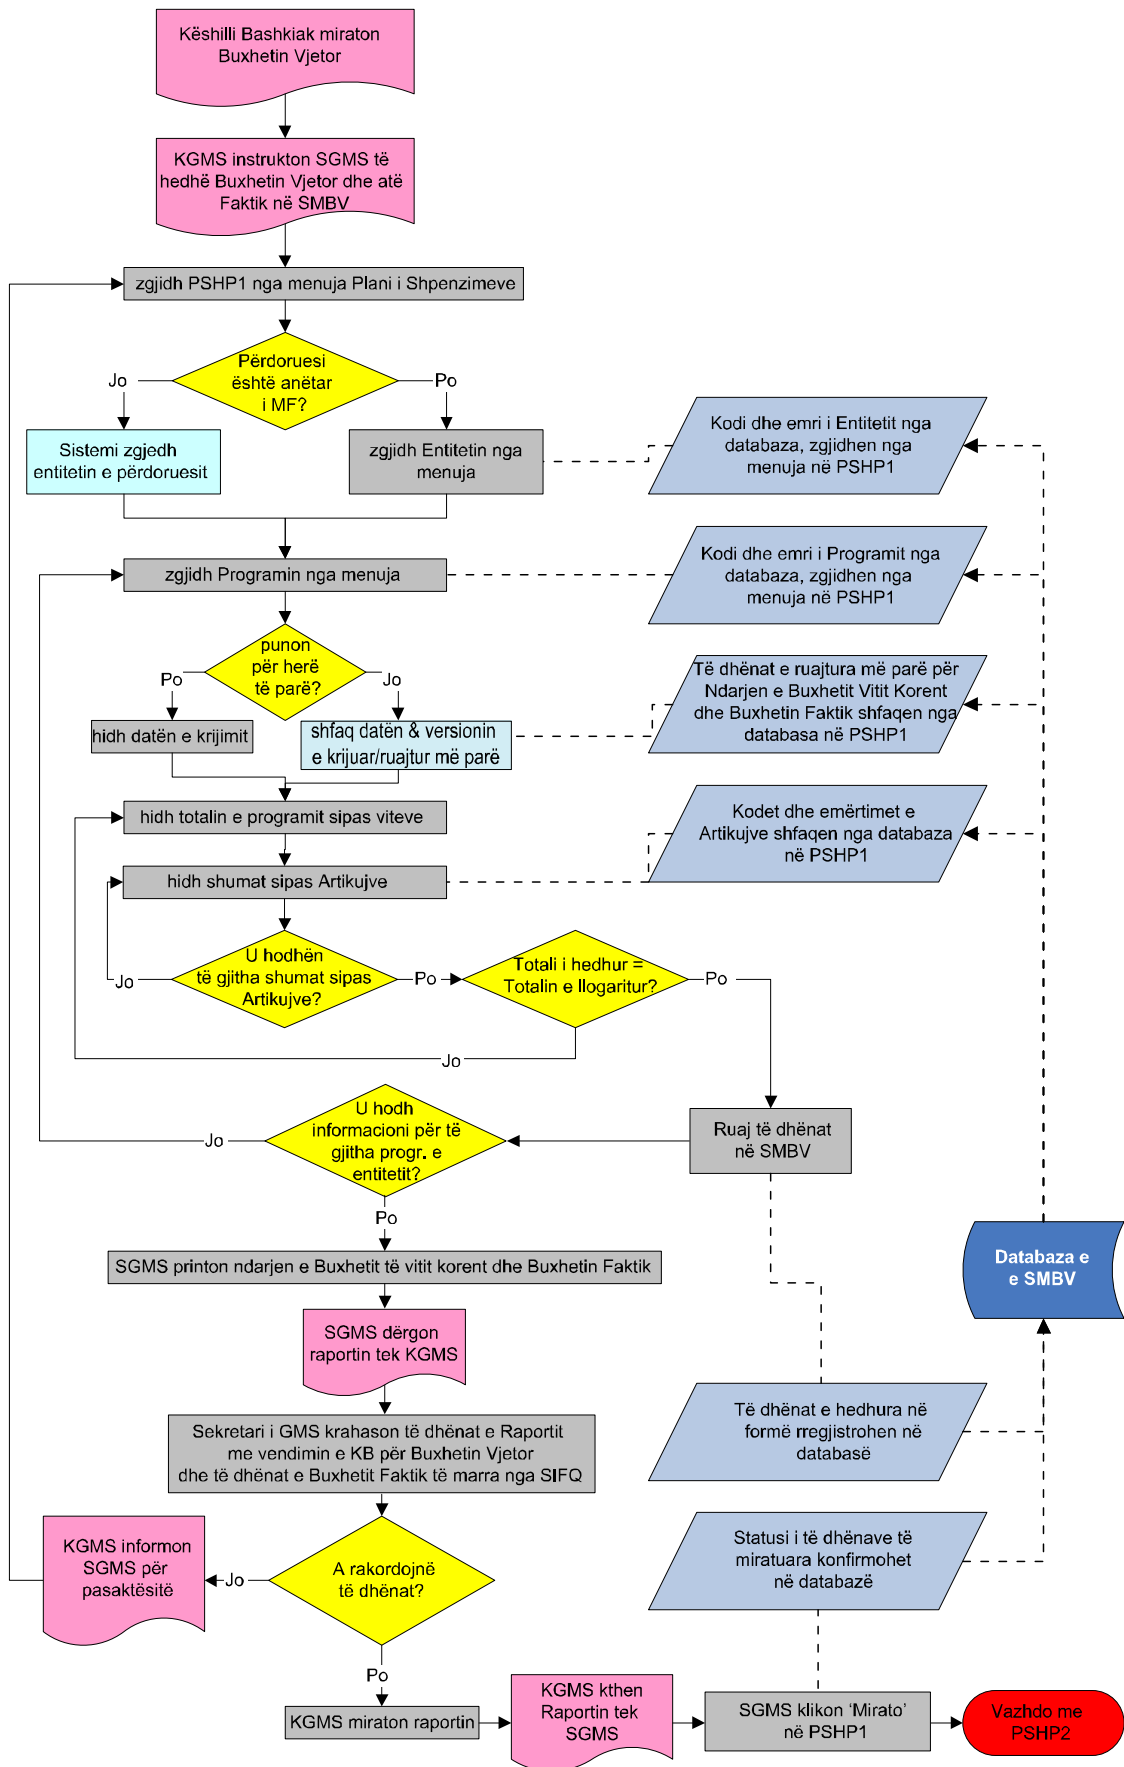 Këshilli Bashkiak miraton
Buxhetin Vjetor
KGMS instrukton SGMS të
hedhë Buxhetin Vjetor dhe atë
Faktik në SMBV
zgjidh PSHP1 nga menuja Plani i Shpenzimeve
Përdoruesi
është anëtar
i MF?
Jo
Po
Sistemi zgjedh
entitetin e përdoruesit
zgjidh Entitetin nga
menuja
Kodi dhe emri i Entitetit nga
databaza, zgjidhen nga
menuja në PSHP1
zgjidh Programin nga menuja
Kodi dhe emri i Programit nga
databaza, zgjidhen nga
menuja në PSHP1
punon
për herë
të parë?
Po
Jo
hidh datën e krijimit
shfaq datën & versionin
e krijuar/ruajtur më parë
Të dhënat e ruajtura më parë për
Ndarjen e Buxhetit Vitit Korent
dhe Buxhetin Faktik shfaqen nga
databasa në PSHP1
hidh totalin e programit sipas viteve
hidh shumat sipas Artikujve
Kodet dhe emërtimet e
Artikujve shfaqen nga databaza
në PSHP1
U hodhën
të gjitha shumat sipas
Artikujve?
Jo
Po
Totali i hedhur =
Totalin e llogaritur?
Po
Jo
Ruaj të dhënat
në SMBV
U hodh
informacioni për të
gjitha progr. e
entitetit?
Jo
Po
SGMS printon ndarjen e Buxhetit të vitit korent dhe Buxhetin Faktik
Databaza e
e SMBV
SGMS dërgon
raportin tek KGMS
Të dhënat e hedhura në
formë rregjistrohen në
databasë
Sekretari i GMS krahason të dhënat e Raportit
me vendimin e KB për Buxhetin Vjetor
dhe të dhënat e Buxhetit Faktik të marra nga SIFQ
KGMS informon
SGMS për
pasaktësitë
Jo
A rakordojnë
të dhënat?
Statusi i të dhënave të
miratuara konfirmohet
në databazë
Po
KGMS miraton raportin
KGMS kthen
Raportin tek
SGMS
SGMS klikon ‘Mirato’
në PSHP1
Vazhdo me
PSHP2